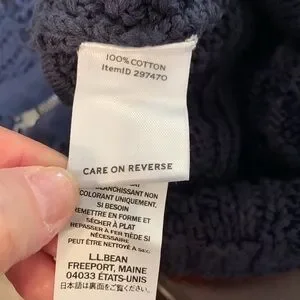 100% COTTON
ItemID 297470
CARE ON REVERSE
BLANCHISSANT NON
COLORANT UNIQUEMENT,
SI BESOIN
REMETTRE EN FORME ET
SÉCHER À PLAT
REPASSER À FER TIÈDE SI
NÉCESSAIRE
PEUT ÊTRE NETTOYÉ À SEC
L.L.BEAN
FREEPORT, MAINE
04033 ÉTATS-UNIS
日本語は裏面をご覧ください